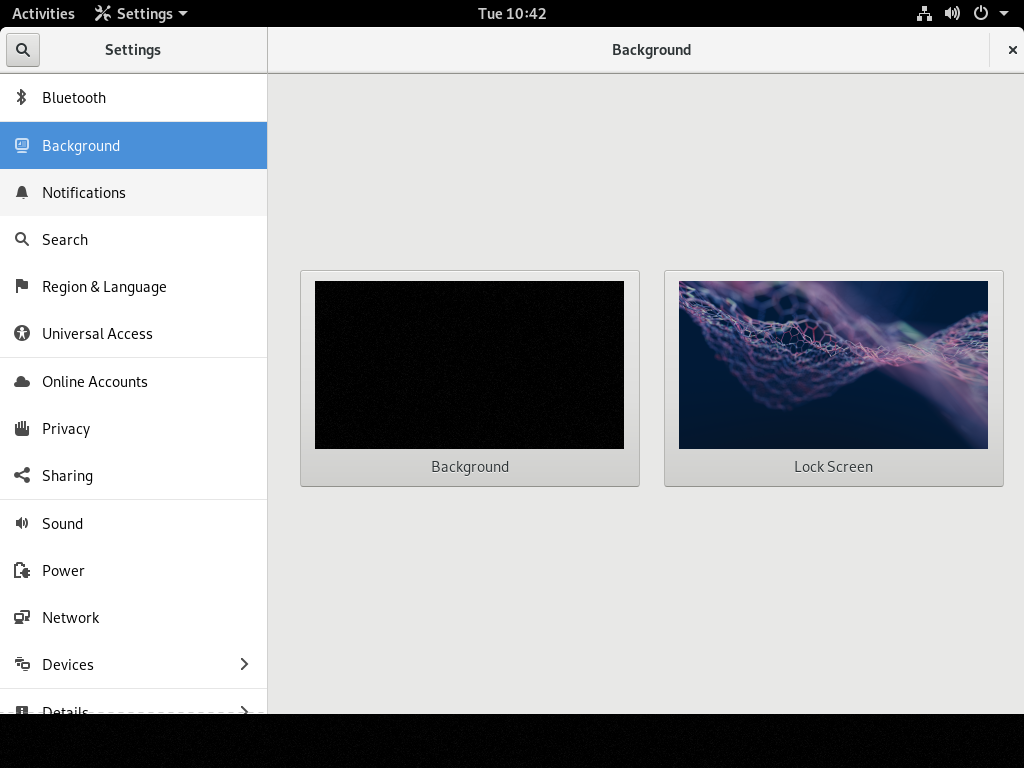 Activities Settings Tue 10:42
Settings Background
Bluetooth
Background
Notifications
Search
Region & Language
Universal Access
Online Accounts
Privacy
Sharing
Sound
Power
Network
Devices
Details
Background
Lock Screen